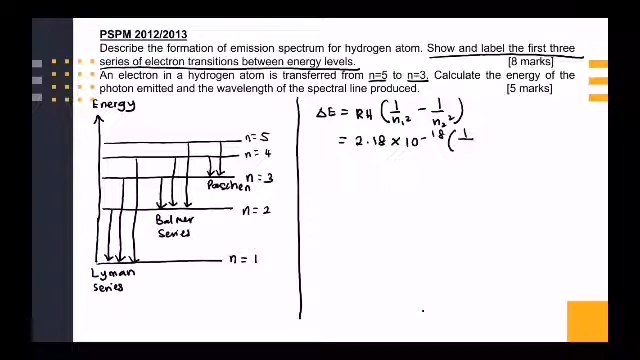 PSPM 2012/2013
Describe the formation of emission spectrum for hydrogen atom. Show and label the first three
series of electron transitions between energy levels. [8 marks]
An electron in a hydrogen atom is transferred from n=5 to n=3. Calculate the energy of the
photon emitted and the wavelength of the spectral line produced. [5 marks]
Energy
n=5
n=4
n=3
Paschen
n=2
Balmer
series
n=1
Lyman
series
ΔE = RH (1/n₁² − 1/n₂²)
= 2.18 × 10⁻¹⁸ (1/